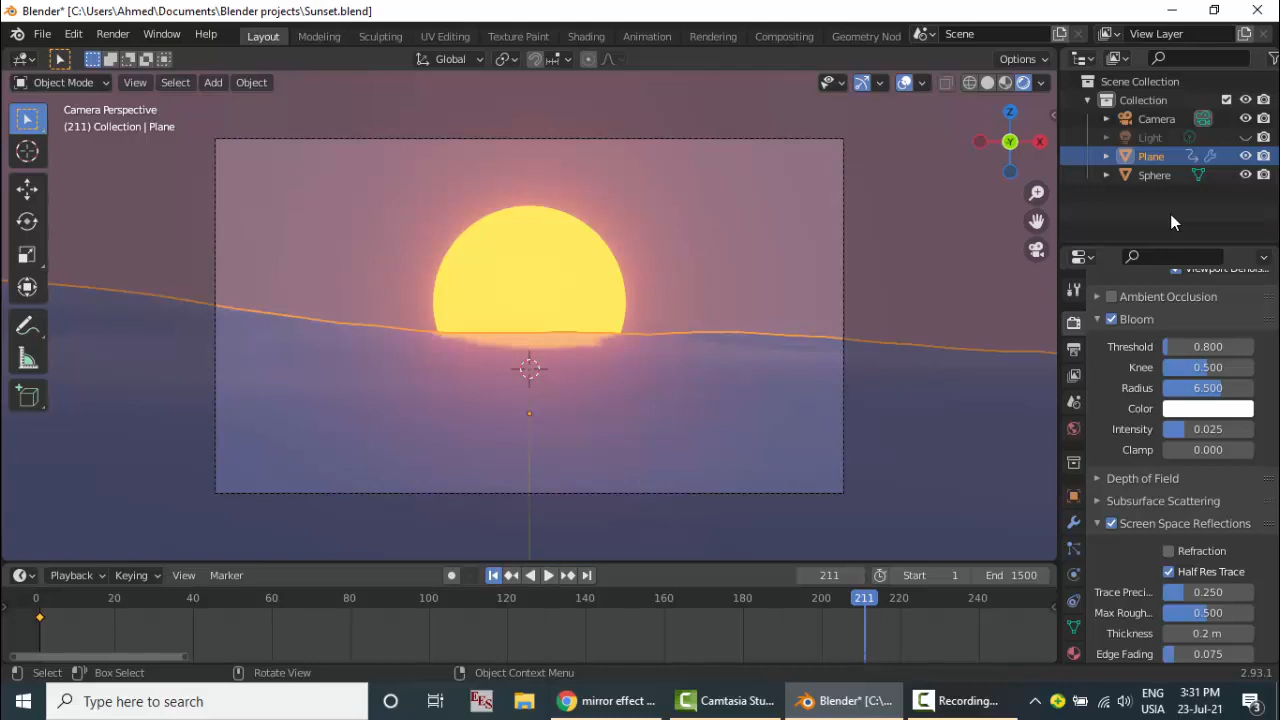 Blender* [C:\Users\Ahmed\Documents\Blender projects\Sunset.blend]
File Edit Render Window Help Layout Modeling Sculpting UV Editing Texture Paint Shading Animation Rendering Compositing Geometry Nod Scene View Layer
Global Options
Object Mode View Select Add Object
Camera Perspective
(211) Collection | Plane
Z
Y
X
Scene Collection
Collection
Camera
Light
Plane
Sphere
Viewport Denois...
Ambient Occlusion
Bloom
Threshold 0.800
Knee 0.500
Radius 6.500
Color
Intensity 0.025
Clamp 0.000
Depth of Field
Subsurface Scattering
Screen Space Reflections
Refraction
Half Res Trace
Trace Preci... 0.250
Max Rough... 0.500
Thickness 0.2 m
Edge Fading 0.075
Playback Keying View Marker 211 Start 1 End 1500
0 20 40 60 80 100 120 140 160 180 200 211 220 240
Select Box Select Rotate View Object Context Menu 2.93.1
Type here to search
EES
mirror effect ...
Camtasia Stu...
Blender* [C:\...
Recording...
ENG
USIA
3:31 PM
23-Jul-21
3